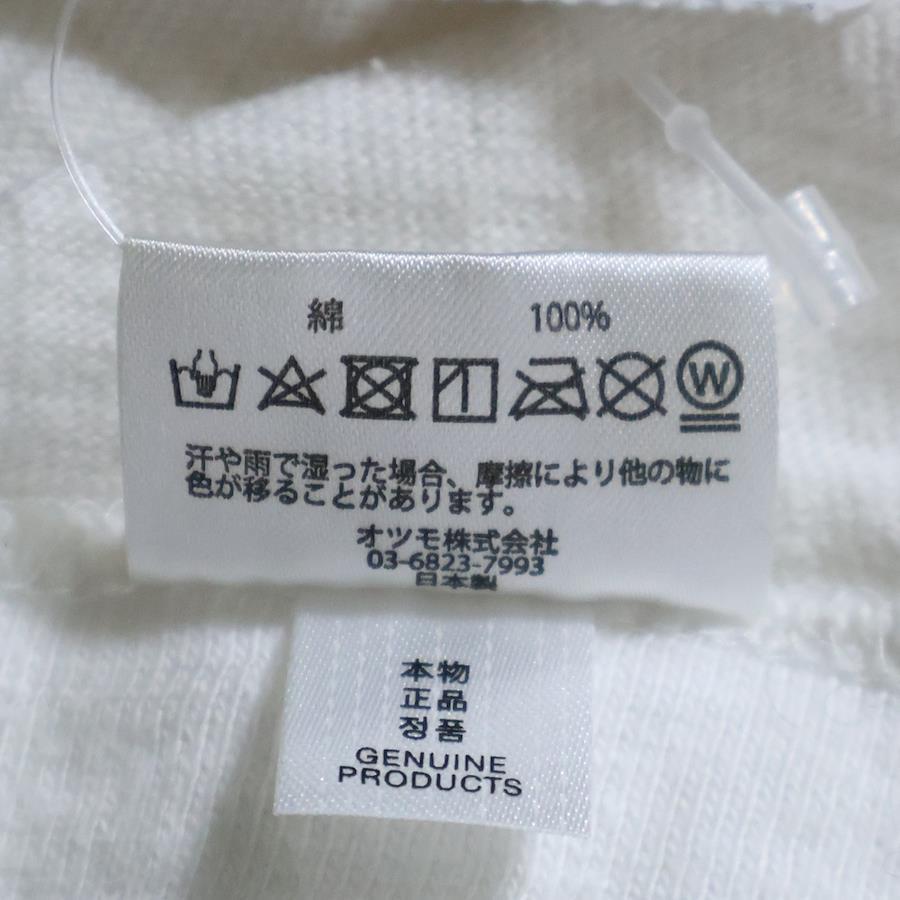 綿 100%
W
汗や雨で湿った場合、摩擦により他の物に
色が移ることがあります。
オツモ株式会社
03-6823-7993
日本製
本物
正品
정품
GENUINE
PRODUCTS